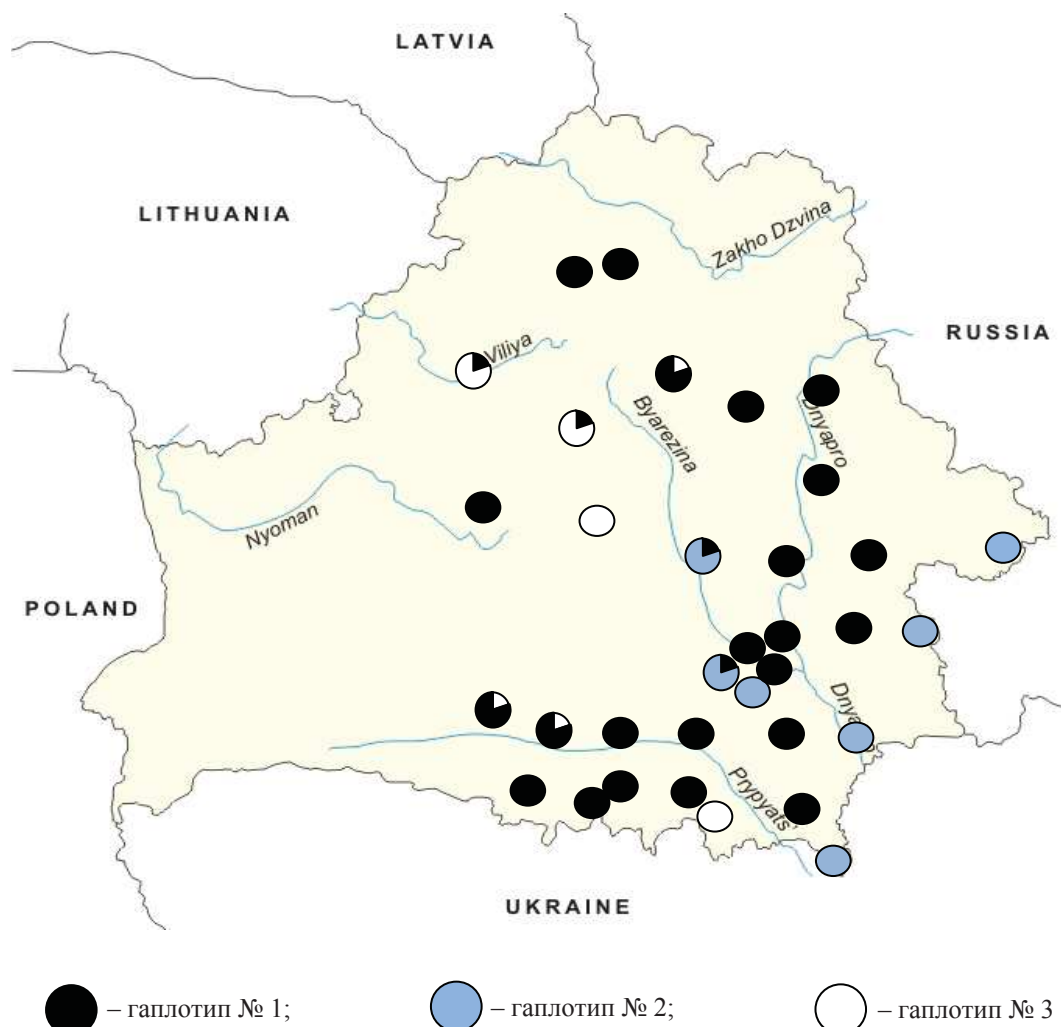 LATVIA
LITHUANIA
Zakho Dzvina
RUSSIA
Viliya
Byarezina
Dnyapro
Nyoman
POLAND
Prypyats'
UKRAINE
– гаплотип № 1;
– гаплотип № 2;
– гаплотип № 3